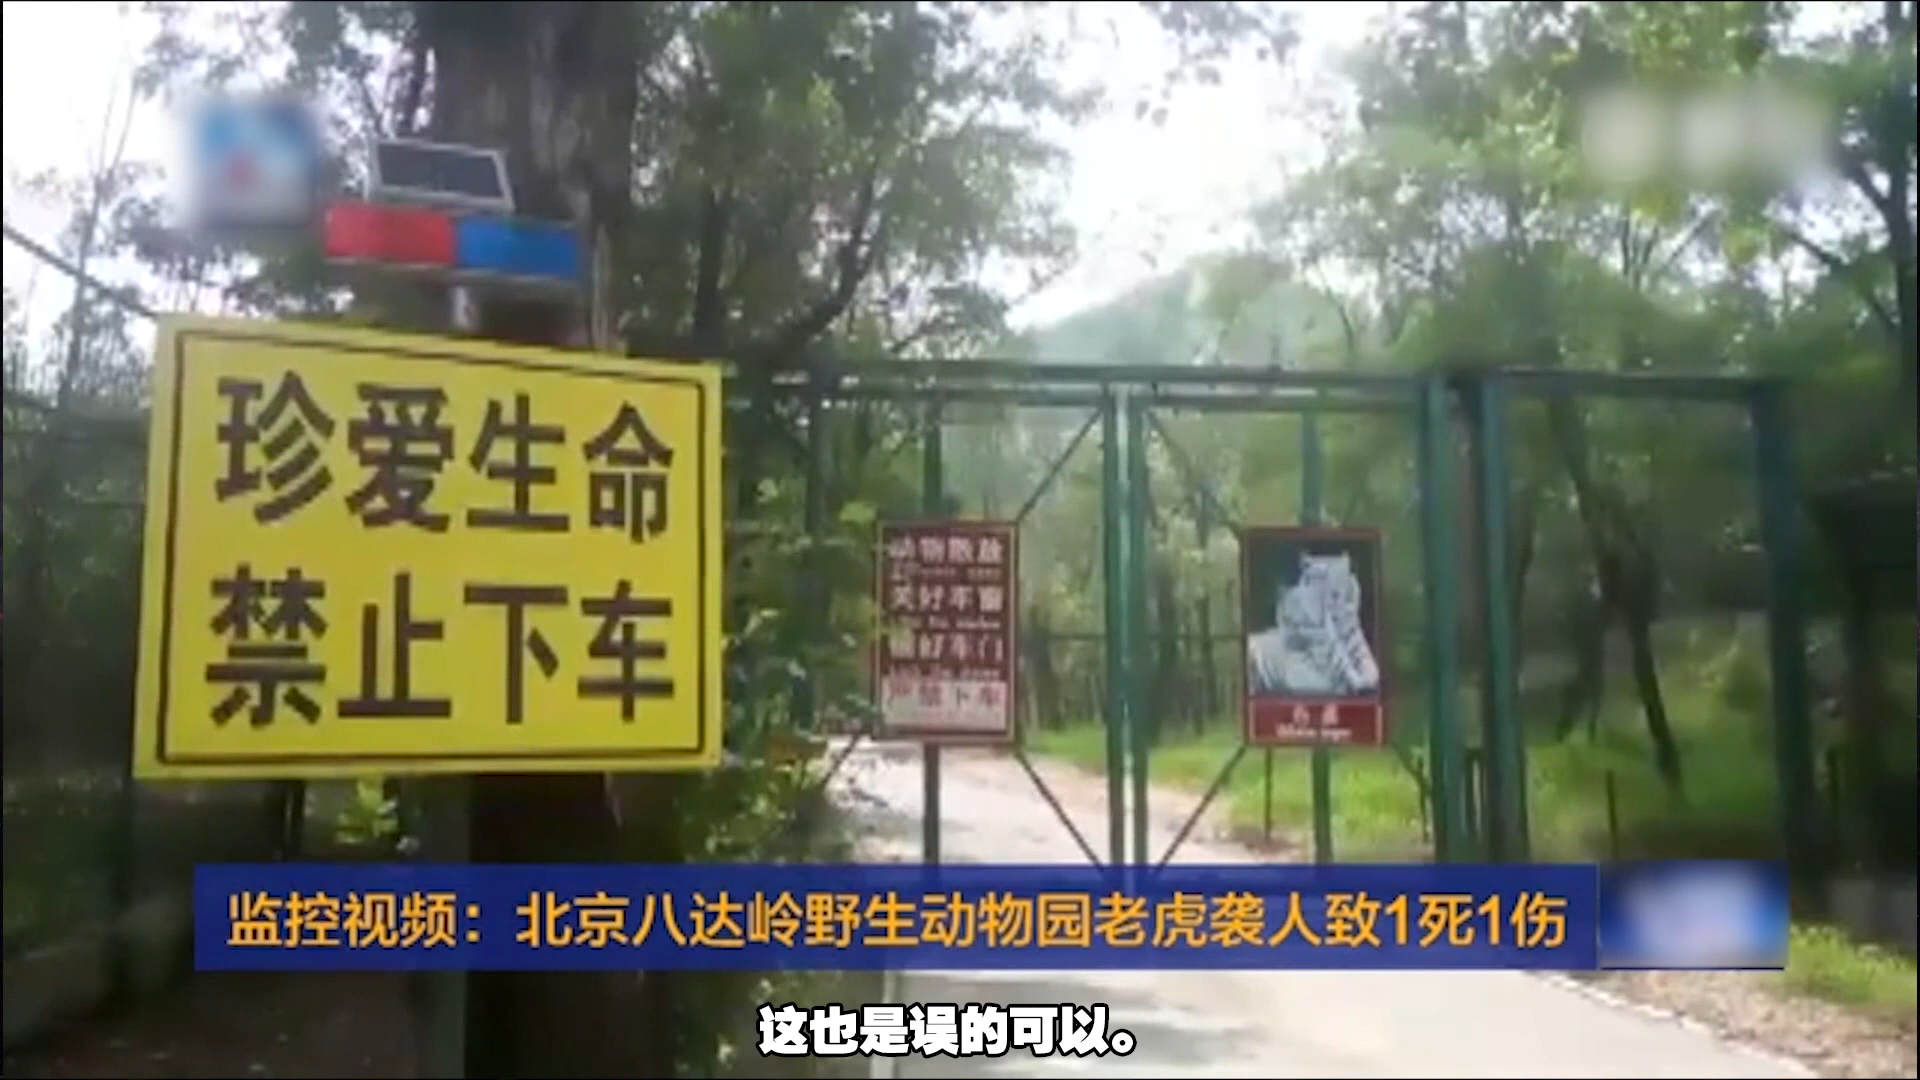 珍爱生命
禁止下车
动物散放
关好车窗
锁好车门
严禁下车
白虎
监控视频：北京八达岭野生动物园老虎袭人致1死1伤
这也是误的可以。